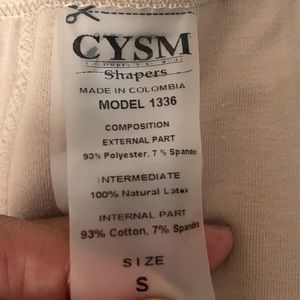 CYSM
Shapers
MADE IN COLOMBIA
MODEL 1336
COMPOSITION
EXTERNAL PART
93% Polyester, 7 % Spandex
INTERMEDIATE
100% Natural Latex
INTERNAL PART
93% Cotton, 7% Spandex
SIZE
S